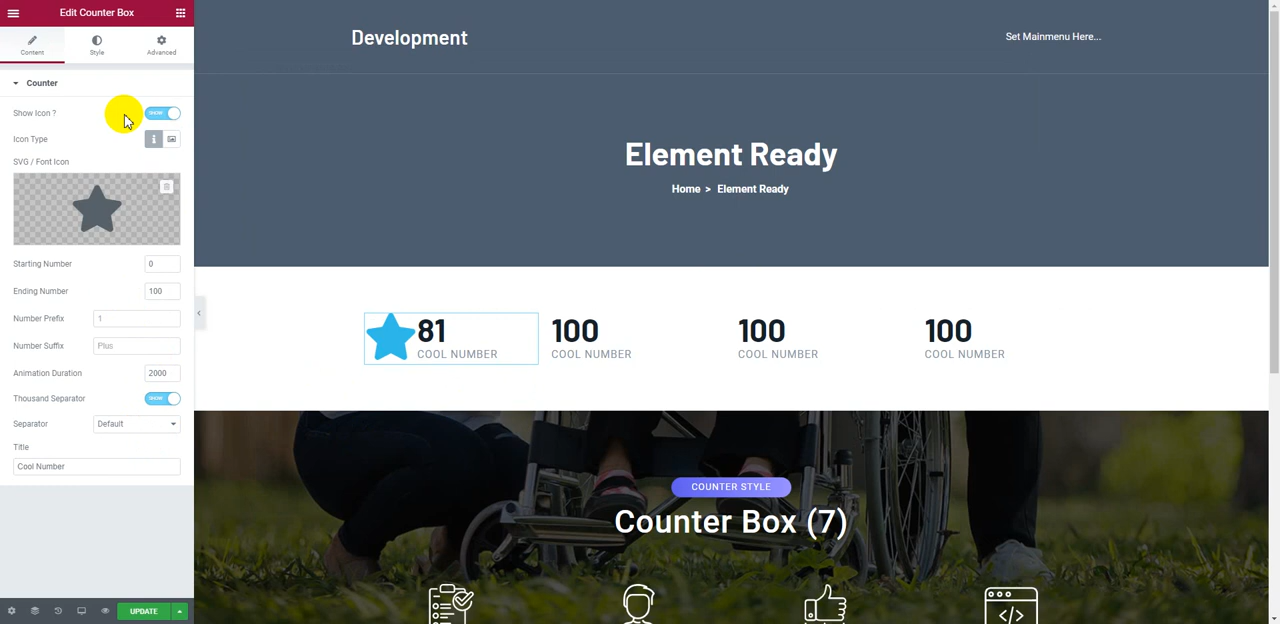 Edit Counter Box
Content
Style
Advanced
Counter
Show Icon ?
SHOW
Icon Type
SVG / Font Icon
Starting Number
0
Ending Number
100
Number Prefix
1
Number Suffix
Plus
Animation Duration
2000
Thousand Separator
SHOW
Separator
Default
Title
Cool Number
UPDATE
Development
Set Mainmenu Here...
Element Ready
Home > Element Ready
81
COOL NUMBER
100
COOL NUMBER
100
COOL NUMBER
100
COOL NUMBER
COUNTER STYLE
Counter Box (7)